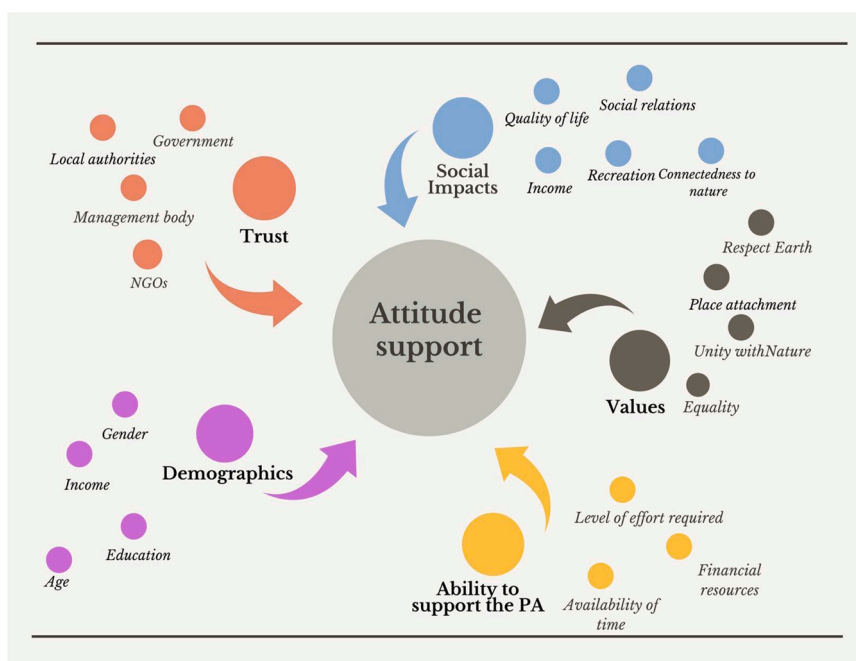 Local authorities
Government
Management body
NGOs
Trust
Social
Impacts
Quality of life
Social relations
Income
Recreation
Connectedness to
nature
Attitude
support
Respect Earth
Place attachment
Unity withNature
Equality
Values
Gender
Income
Education
Age
Demographics
Ability to
support the PA
Level of effort required
Financial
resources
Availability of
time